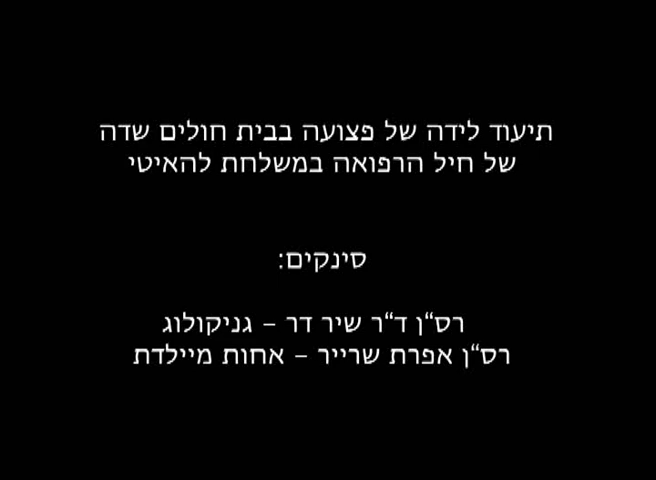 תיעוד לידה של פצועה בבית חולים שדה
של חיל הרפואה במשלחת להאיטי
סינקים:
רס"ן ד"ר שיר דר – גניקולוג
רס"ן אפרת שרייר – אחות מיילדת